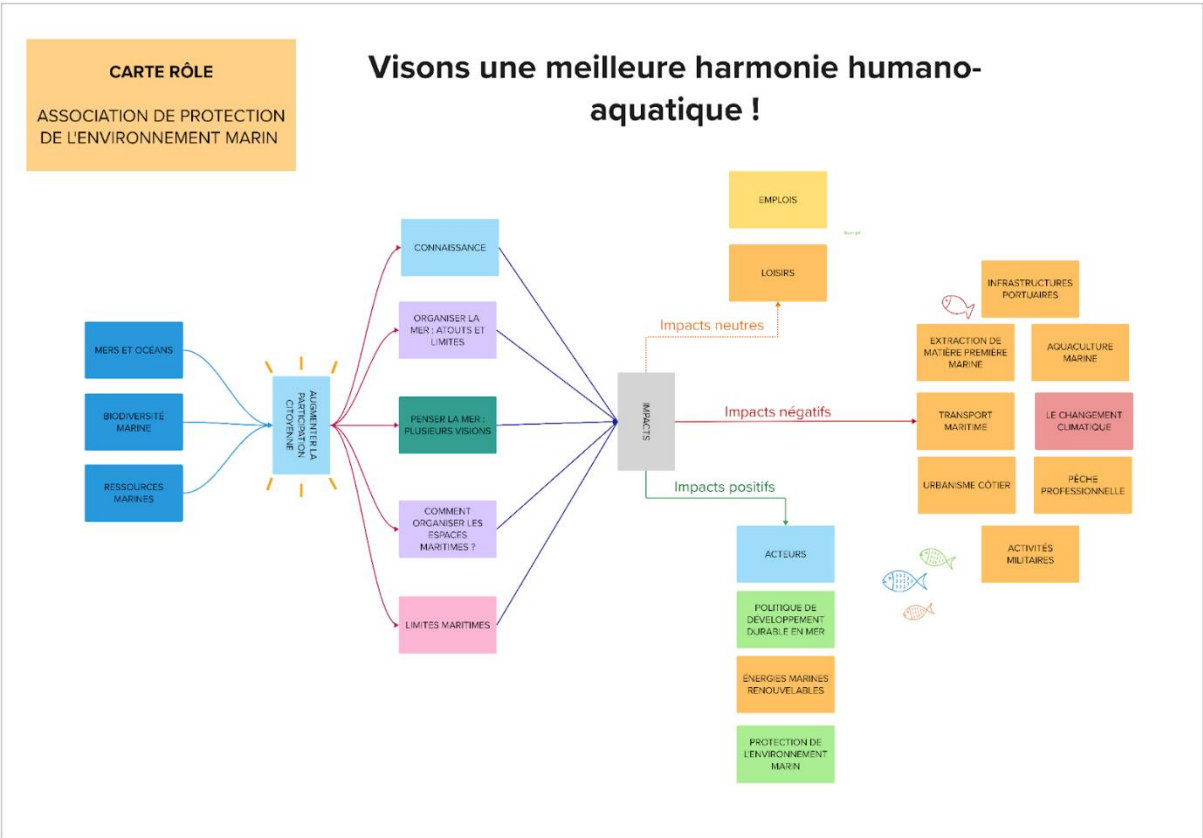 CARTE RÔLE
ASSOCIATION DE PROTECTION
DE L'ENVIRONNEMENT MARIN
Visons une meilleure harmonie humano-
aquatique !
MERS ET OCÉANS
BIODIVERSITÉ
MARINE
RESSOURCES
MARINES
AUGMENTER LA
PARTICIPATION
CITOYENNE
CONNAISSANCE
ORGANISER LA
MER : ATOUTS ET
LIMITES
PENSER LA MER :
PLUSIEURS VISIONS
COMMENT
ORGANISER LES
ESPACES
MARITIMES ?
LIMITES MARITIMES
IMPACTS
Impacts neutres
EMPLOIS
LOISIRS
Impacts négatifs
INFRASTRUCTURES
PORTUAIRES
EXTRACTION DE
MATIÈRE PREMIÈRE
MARINE
AQUACULTURE
MARINE
TRANSPORT
MARITIME
LE CHANGEMENT
CLIMATIQUE
URBANISME CÔTIER
PÊCHE
PROFESSIONNELLE
ACTIVITÉS
MILITAIRES
Impacts positifs
ACTEURS
POLITIQUE DE
DÉVELOPPEMENT
DURABLE EN MER
ÉNERGIES MARINES
RENOUVELABLES
PROTECTION DE
L'ENVIRONNEMENT
MARIN